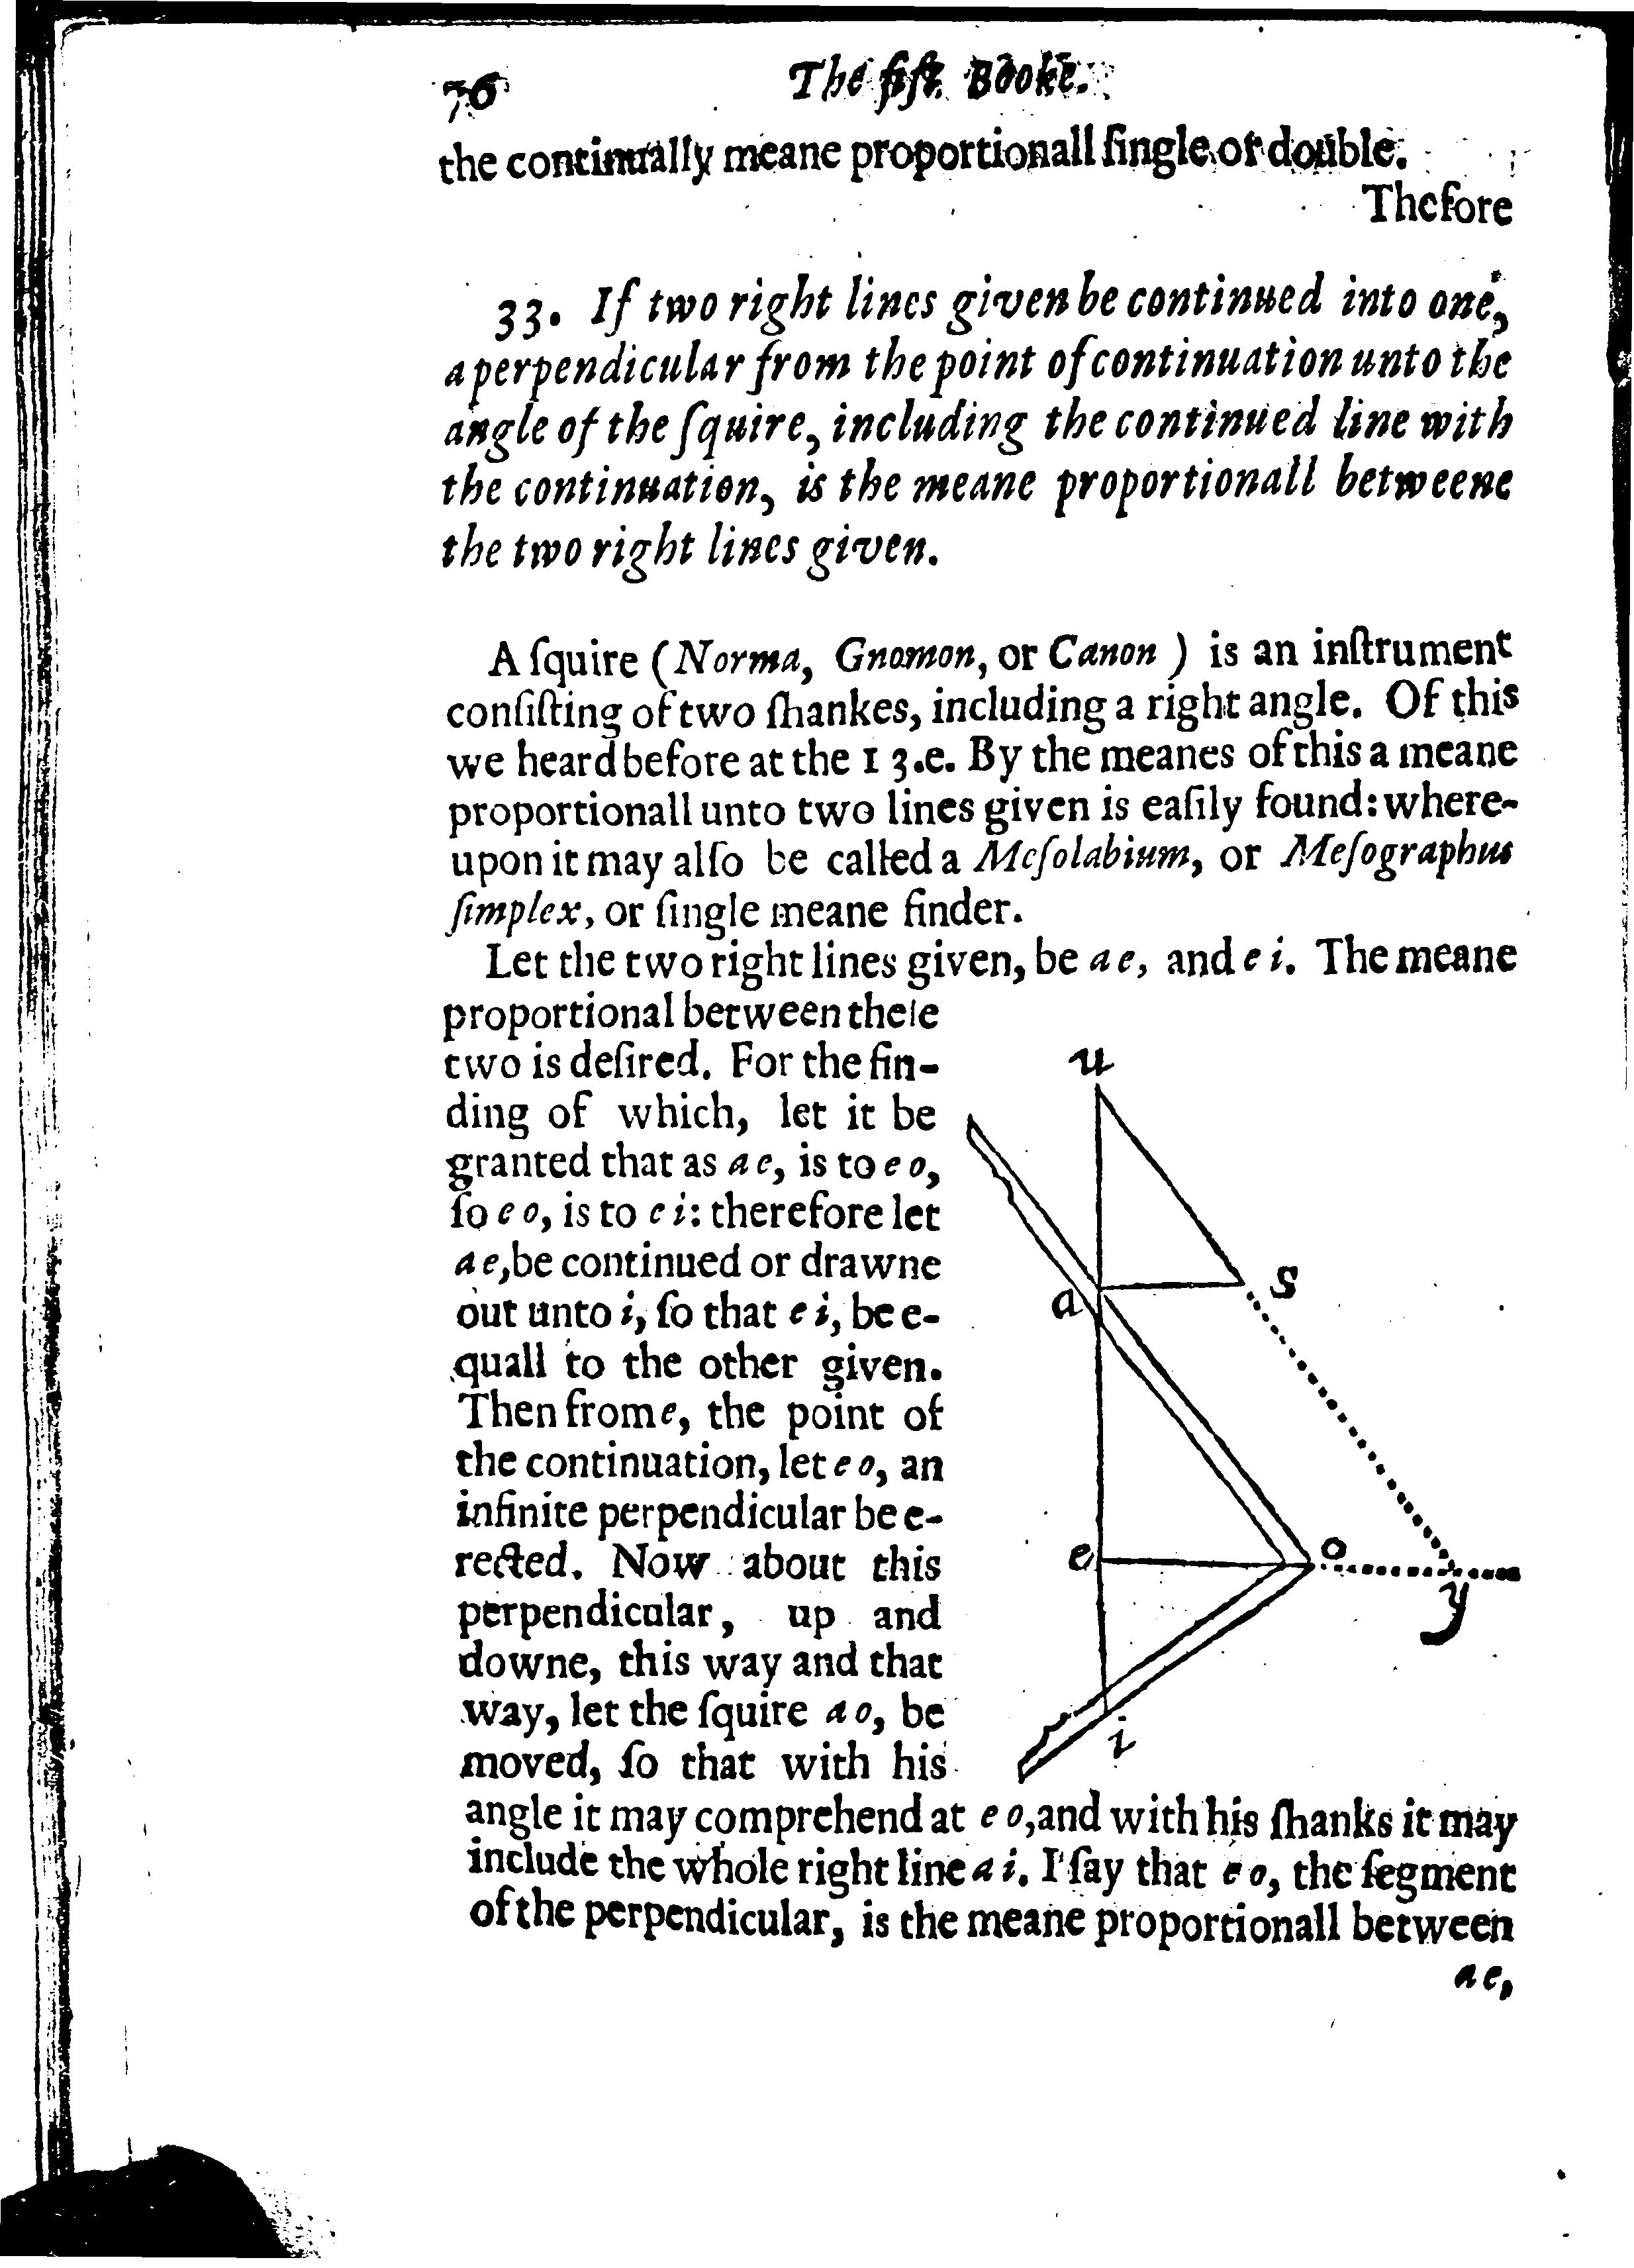 76 The fift Booke.
the continually meane proportionall ſingle or double.
Thefore
33. If two right lines given be continued into one,
a perpendicular from the point of continuation unto the
angle of the ſquire, including the continued line with
the continuation, is the meane proportionall betweene
the two right lines given.
A ſquire (Norma, Gnomon, or Canon) is an inſtrument
conſiſting of two ſhankes, including a right angle. Of this
we heard before at the 13.e. By the meanes of this a meane
proportionall unto two lines given is eaſily found: where-
upon it may alſo be called a Meſolabium, or Meſographus
ſimplex, or ſingle meane finder.
Let the two right lines given, be a e, and e i. The meane
proportional between theſe
two is deſired. For the fin-
ding of which, let it be
granted that as a e, is to e o,
ſo e o, is to e i: therefore let
a e, be continued or drawne
out unto i, ſo that e i, be e-
quall to the other given.
Then from e, the point of
the continuation, let e o, an
infinite perpendicular be e-
rected. Now about this
perpendicular, up and
downe, this way and that
way, let the ſquire a o, be
moved, ſo that with his
u
a
s
e
o
y
i
angle it may comprehend at e o, and with his ſhanks it may
include the whole right line a i. I ſay that e o, the ſegment
of the perpendicular, is the meane proportionall between
a e,